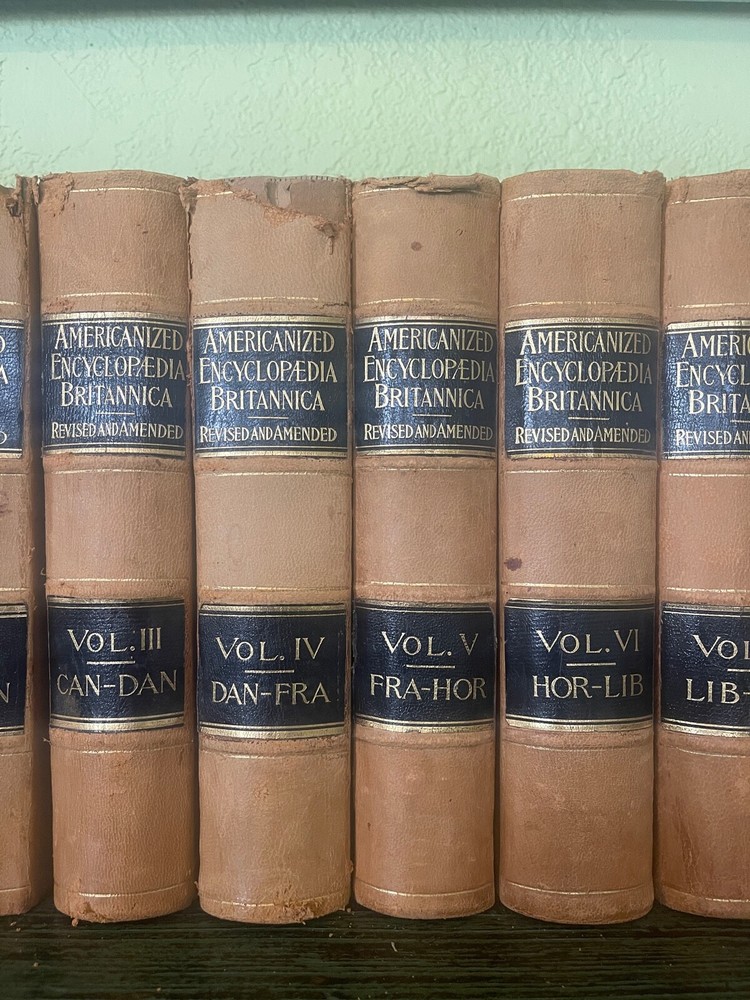 AMERICANIZED
ENCYCLOPÆDIA
BRITANNICA
REVISED AND AMENDED
VOL. III
CAN-DAN
AMERICANIZED
ENCYCLOPÆDIA
BRITANNICA
REVISED AND AMENDED
VOL. IV
DAN-FRA
AMERICANIZED
ENCYCLOPÆDIA
BRITANNICA
REVISED AND AMENDED
VOL. V
FRA-HOR
AMERICANIZED
ENCYCLOPÆDIA
BRITANNICA
REVISED AND AMENDED
VOL. VI
HOR-LIB
REVISED
LIB-